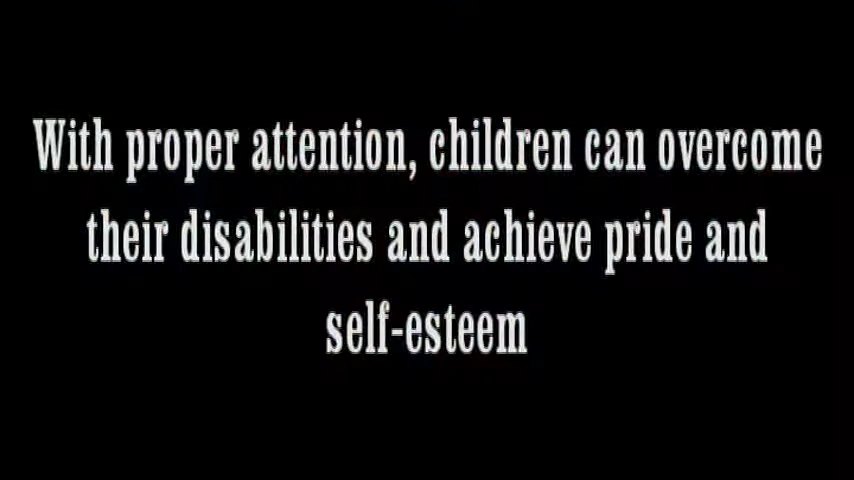 With proper attention, children can overcome
their disabilities and achieve pride and
self-esteem